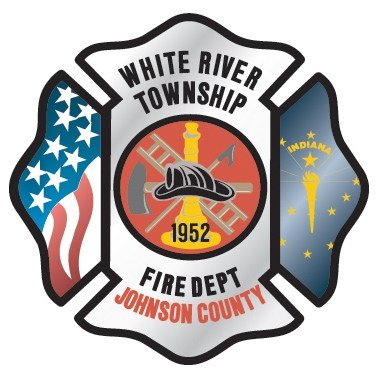 WHITE RIVER
TOWNSHIP
INDIANA
1952
FIRE DEPT
JOHNSON COUNTY